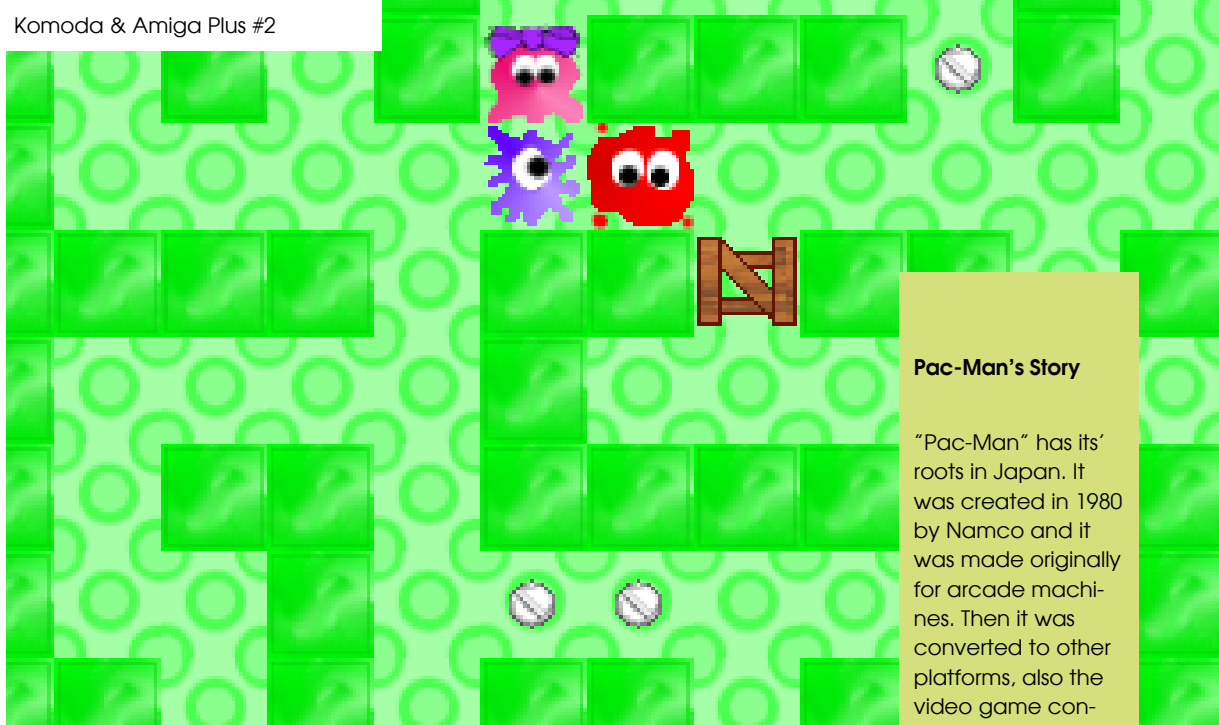 Komoda & Amiga Plus #2
Pac-Man’s Story
“Pac-Man” has its’
roots in Japan. It
was created in 1980
by Namco and it
was made originally
for arcade machi-
nes. Then it was
converted to other
platforms, also the
video game con-